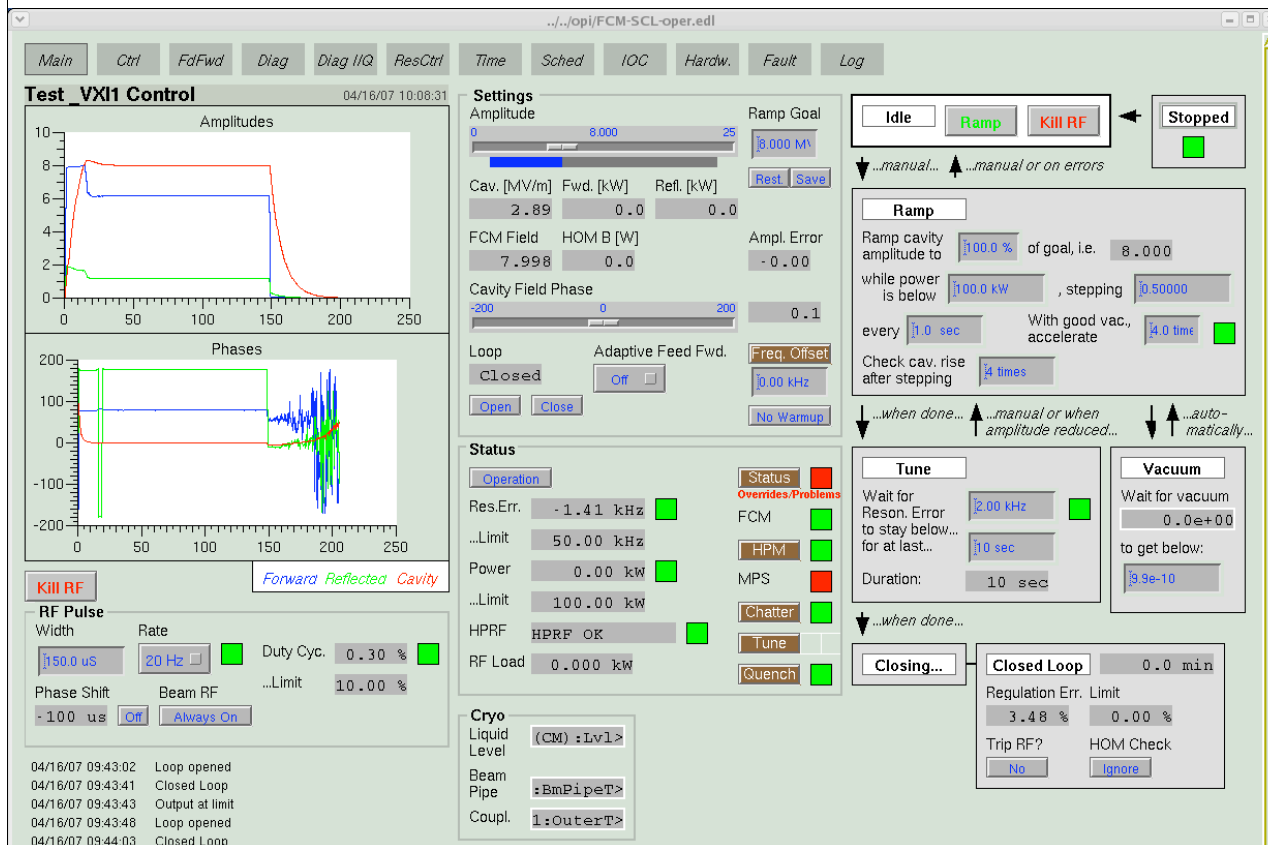 ../../opi/FCM-SCL-oper.edl
Main Ctrl FdFwd Diag Diag I/Q ResCtrl Time Sched IOC Hardw. Fault Log
Test _VXI1 Control 04/16/07 10:08:31
Amplitudes
10
8
6
4
2
0
0 50 100 150 200 250
Phases
200
100
0
-100
-200
0 50 100 150 200 250
Kill RF
Forward Reflected Cavity
RF Pulse
Width Rate
150.0 uS 20 Hz Duty Cyc. 0.30 %
...Limit 10.00 %
Phase Shift Beam RF
-100 us Off Always On
04/16/07 09:43:02 Loop opened
04/16/07 09:43:41 Closed Loop
04/16/07 09:43:43 Output at limit
04/16/07 09:43:48 Loop opened
04/16/07 09:44:03 Closed Loop
Settings
Amplitude Ramp Goal
0 8.000 25
8.000 M\
Rest. Save
Cav. [MV/m] Fwd. [kW] Refl. [kW]
2.89 0.0 0.0
FCM Field HOM B [W] Ampl. Error
7.998 0.0 -0.00
Cavity Field Phase
-200 0 200
0.1
Loop Adaptive Feed Fwd. Freq. Offset
Closed Off 0.00 kHz
Open Close No Warmup
Status
Operation Status
Overrides/Problems
Res.Err. -1.41 kHz FCM
...Limit 50.00 kHz HPM
Power 0.00 kW MPS
...Limit 100.00 kW Chatter
HPRF HPRF OK Tune
RF Load 0.000 kW Quench
Cryo
Liquid
Level (CM):Lvl>
Beam
Pipe :BmPipeT>
Coupl. 1:OuterT>
Idle Ramp Kill RF Stopped
...manual... ...manual or on errors
Ramp
Ramp cavity
amplitude to 100.0 % of goal, i.e. 8.000
while power
is below 100.0 kW , stepping 0.50000
every 1.0 sec With good vac.,
accelerate 4.0 time
Check cav. rise
after stepping 4 times
...when done... ...manual or when
amplitude reduced...
...auto-
matically...
Tune
Wait for
Reson. Error
to stay below...
for at last...
2.00 kHz
10 sec
Duration: 10 sec
Vacuum
Wait for vacuum
0.0e+00
to get below:
9.9e-10
...when done...
Closing... Closed Loop 0.0 min
Regulation Err. Limit
3.48 % 0.00 %
Trip RF? HOM Check
No Ignore